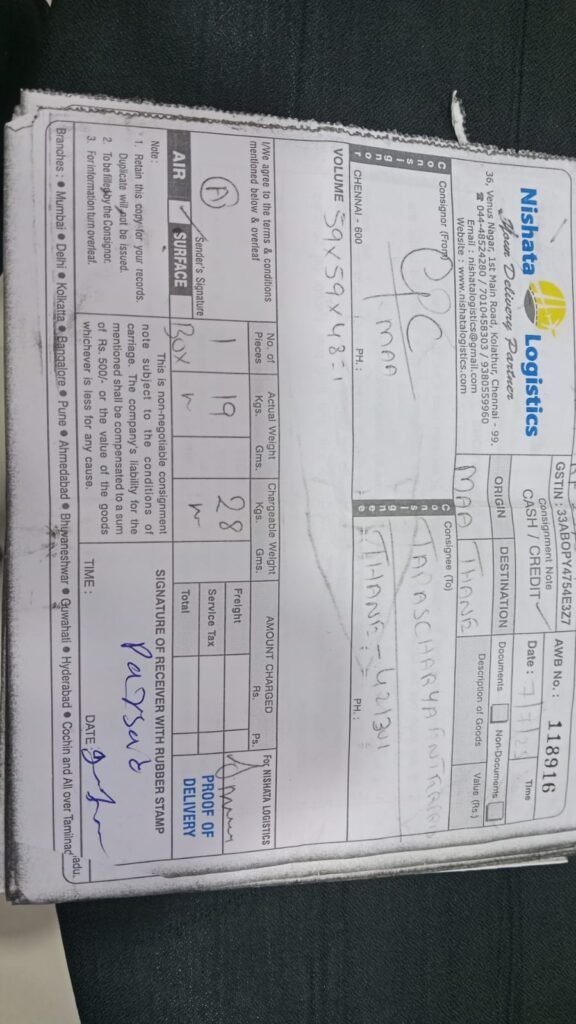 Nishata Logistics
Your Delivery Partner
36, Venus Nagar, 1st Main Road, Kolathur, Chennai - 99.
☎ 044-48524280 / 7010458303 / 9380559960
Email : nishatalogistics@gmail.com
Website : www.nishatalogistics.com
GSTIN : 33ABOPY4754E3Z7
Consignment Note
CASH / CREDIT
AWB No.: 118916
Date : 7/7/2
Time
ORIGIN
DESTINATION
MAA
THANE
Documents
Non-Documents
Description of Goods
Value (Rs.)
Consignor
Consignor (From)
CPC
MAA
CHENNAI - 600
PH.:
Consignee
Consignee (To)
THANE - 421301
PH.:
VOLUME 59x59x48=1
I/We agree to the terms & conditions
mentioned below & overleaf
Sender's Signature
AIR
SURFACE
No. of Pieces
Actual Weight
Kgs. Gms.
Chargeable Weight
Kgs. Gms.
1
19
28
Box
AMOUNT CHARGED
Rs. Ps.
Freight
Service Tax
Total
For NISHATA LOGISTICS
PROOF OF
DELIVERY
Note :
1. Retain this copy for your records.
Duplicate will not be issued.
2. To be filled by the Consignor.
3. For information turn overleaf.
This is non-negotiable consignment
note subject to the conditions of
carriage. The company's liability for the
mentioned shall be compensated to a sum
of Rs. 500/- or the value of the goods
whichever is less for any cause.
SIGNATURE OF RECEIVER WITH RUBBER STAMP
TIME :
DATE
Branches : ● Mumbai ● Delhi ● Kolkatta ● Bangalore ● Pune ● Ahmedabad ● Bhuvaneshwar ● Guwahati ● Hyderabad ● Cochin and All over Tamilnadu.